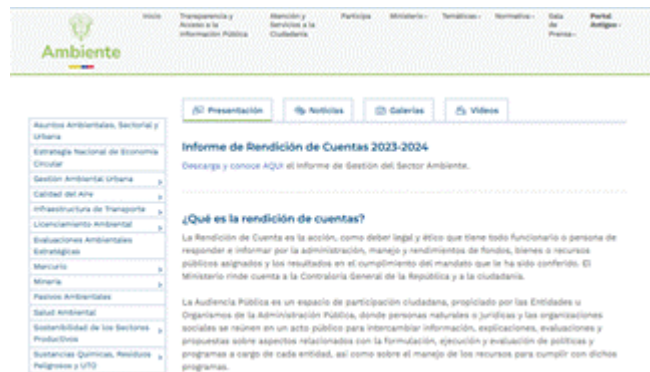 Inicio
Transparencia y
Acceso a la
Información Pública
Atención y
Servicios a la
Ciudadanía
Participa
Ministerio
Temáticas
Normativa
Sala
de
Prensa
Portal
Antiguo
Ambiente
Presentación
Noticias
Galerías
Videos
Asuntos Ambientales, Sectorial y
Urbana
Estrategia Nacional de Economía
Circular
Gestión Ambiental Urbana
Calidad del Aire
Infraestructura de Transporte
Licenciamiento Ambiental
Evaluaciones Ambientales
Estratégicas
Mercurio
Minería
Pasivos Ambientales
Salud Ambiental
Sostenibilidad de los Sectores
Productivos
Sustancias Químicas, Residuos
Peligrosos y UTO
Informe de Rendición de Cuentas 2023-2024
Descarga y conoce AQUÍ el Informe de Gestión del Sector Ambiente.
¿Qué es la rendición de cuentas?
La Rendición de Cuenta es la acción, como deber legal y ético que tiene todo funcionario o persona de
responder e informar por la administración, manejo y rendimientos de fondos, bienes o recursos
públicos asignados y los resultados en el cumplimiento del mandato que le ha sido conferido. El
Ministerio rinde cuenta a la Contraloría General de la República y a la ciudadanía.
La Audiencia Pública es un espacio de participación ciudadana, propiciado por las Entidades u
Organismos de la Administración Pública, donde personas naturales o jurídicas y las organizaciones
sociales se reúnen en un acto público para intercambiar información, explicaciones, evaluaciones y
propuestas sobre aspectos relacionados con la formulación, ejecución y evaluación de políticas y
programas a cargo de cada entidad, así como sobre el manejo de los recursos para cumplir con dichos
programas.